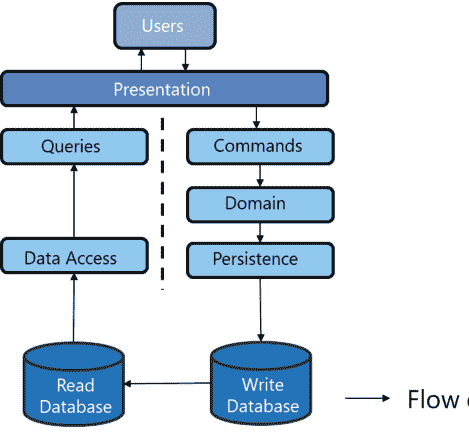 Users
Presentation
Queries
Commands
Domain
Data Access
Persistence
Read
Database
Write
Database
Flow